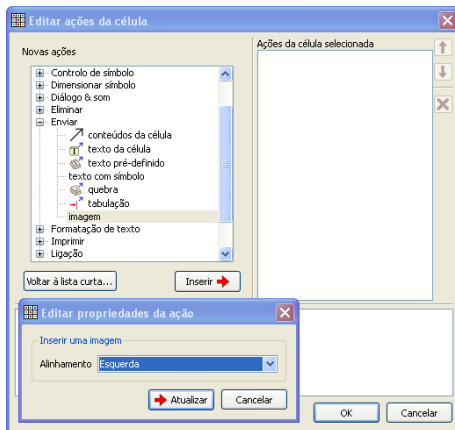 Editar ações da célula
Novas ações
Controlo de símbolo
Dimensionar símbolo
Diálogo & som
Eliminar
Enviar
conteúdos da célula
texto da célula
texto pré-definido
texto com símbolo
quebra
tabulação
imagem
Formatação de texto
Imprimir
Ligação
Voltar à lista curta...
Inserir
Ações da célula selecionada
Editar propriedades da ação
Inserir uma imagem
Alinhamento Esquerda
Atualizar Cancelar
OK Cancelar